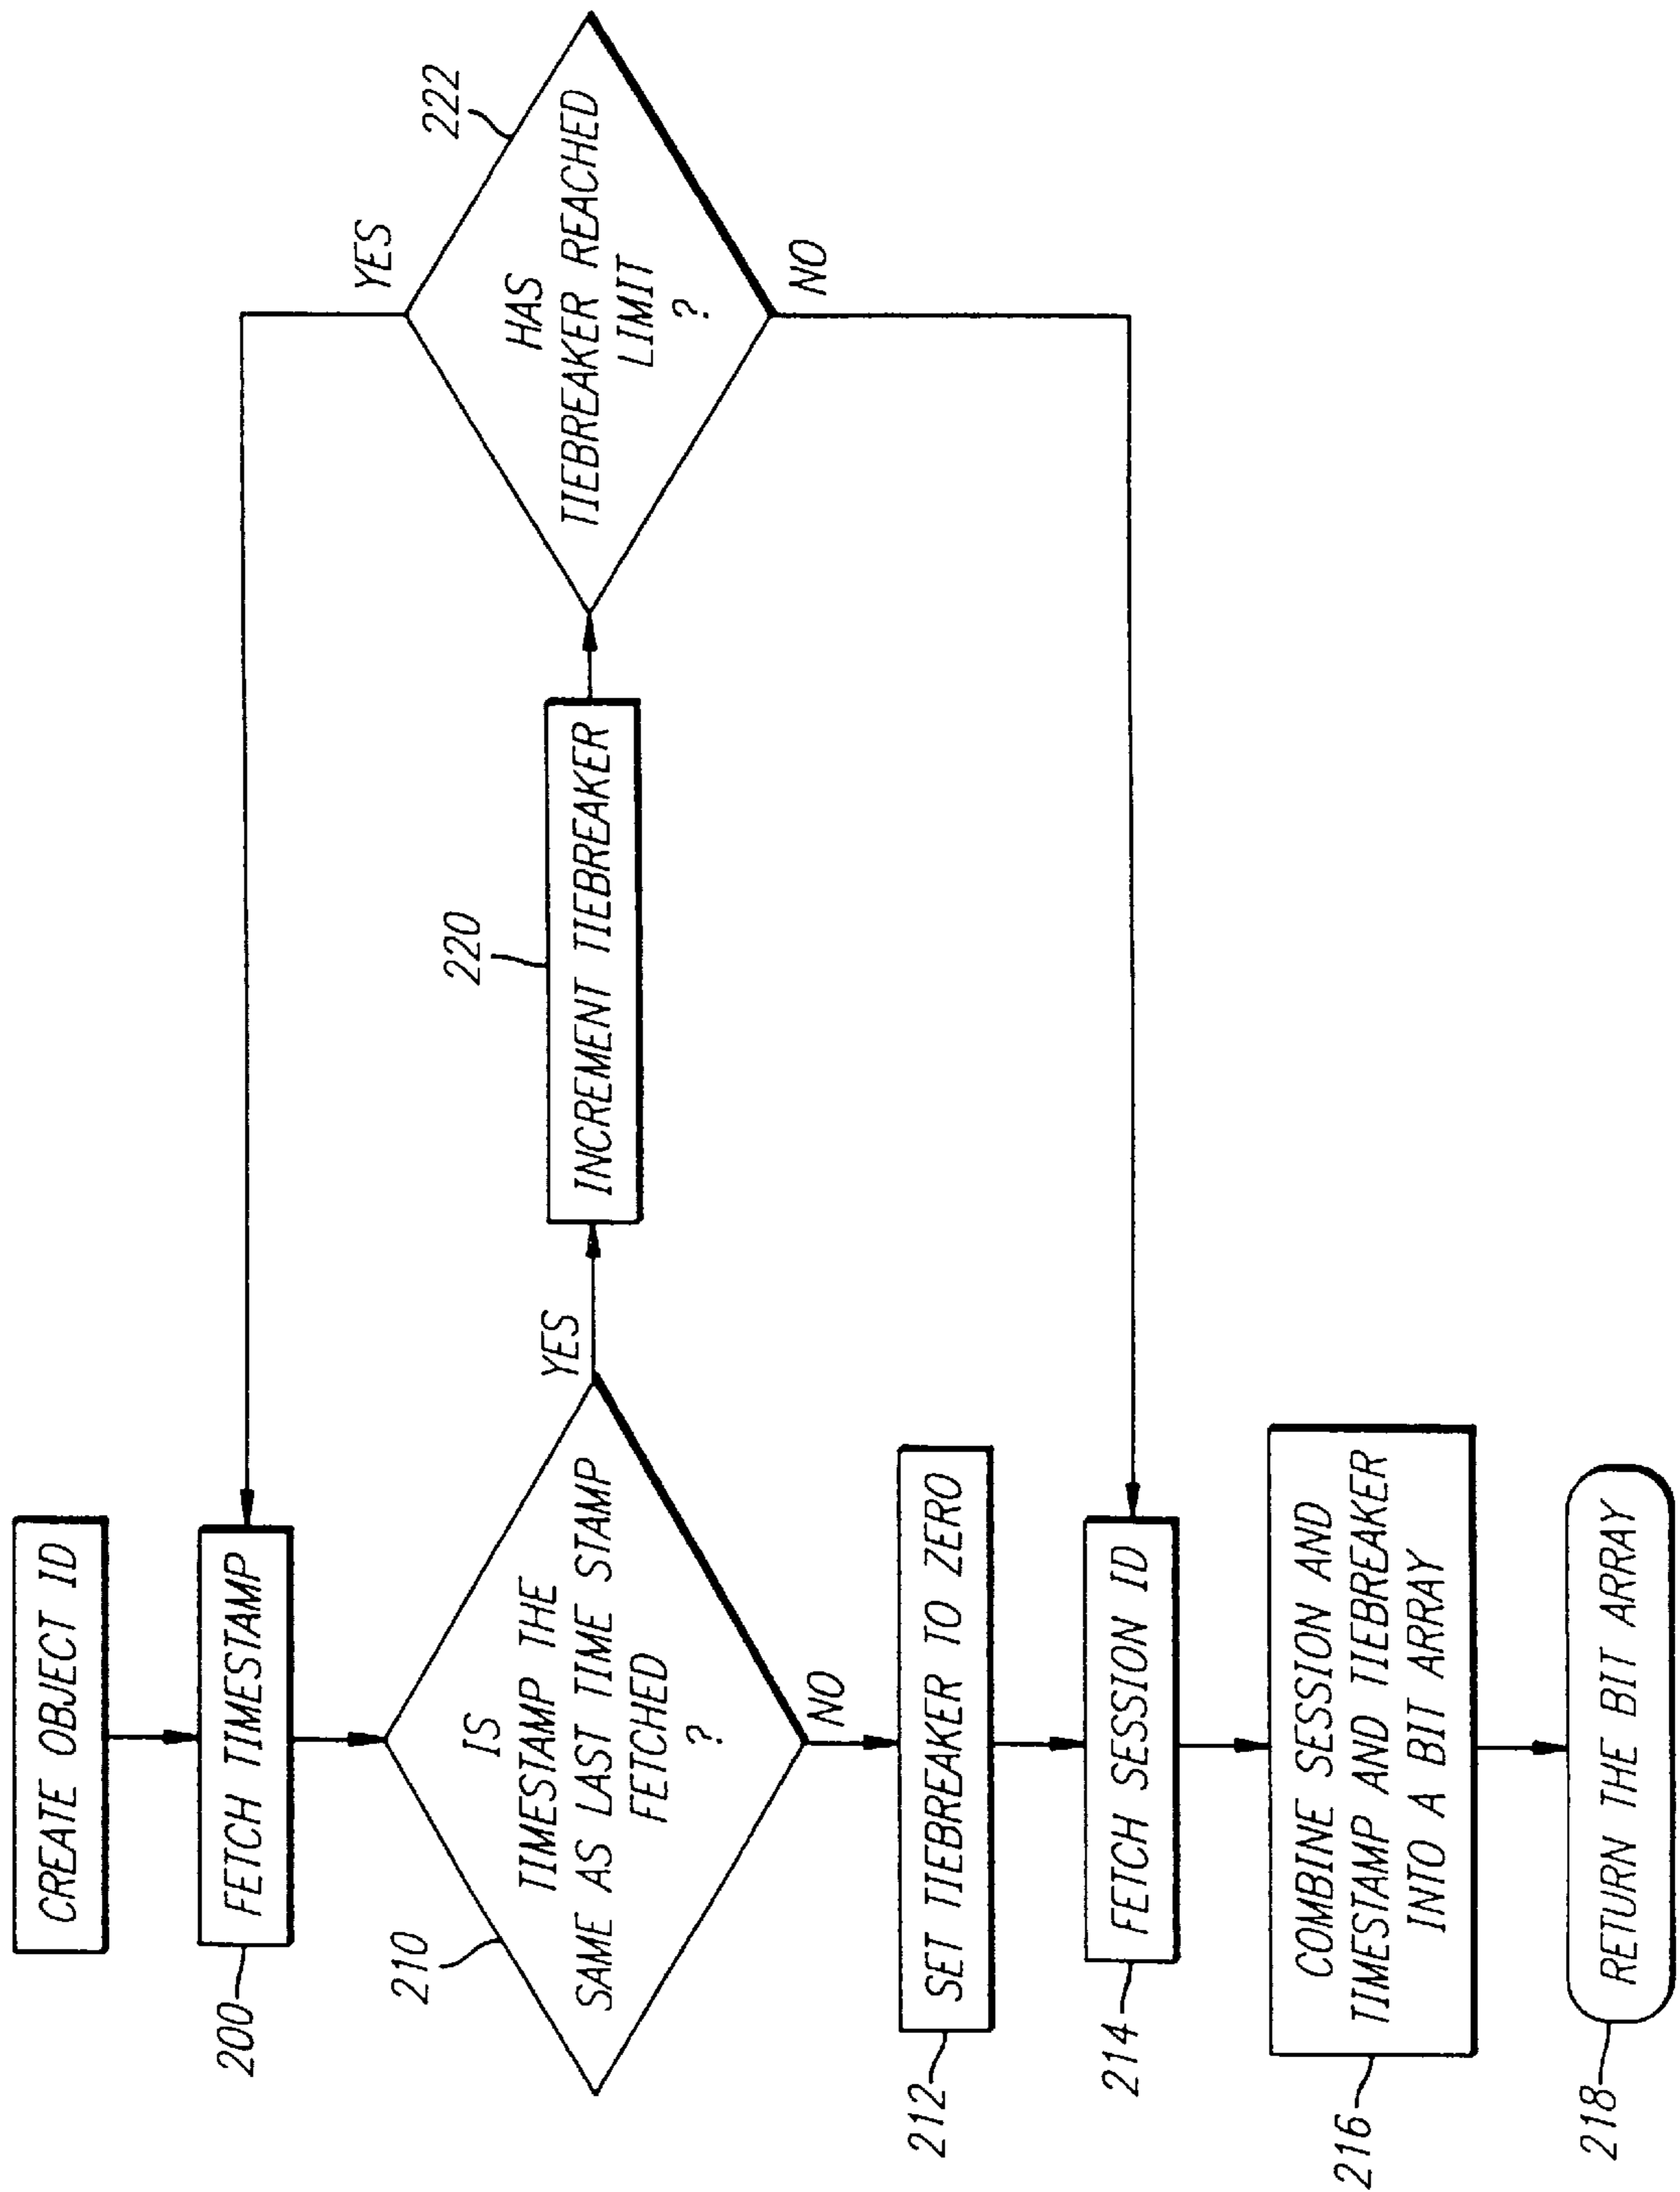 CREATE OBJECT ID
200
FETCH TIMESTAMP
210
IS
TIMESTAMP THE
SAME AS LAST TIME STAMP
FETCHED
?
YES
NO
220
INCREMENT TIEBREAKER
222
HAS
TIEBREAKER REACHED
LIMIT
?
YES
NO
212
SET TIEBREAKER TO ZERO
214
FETCH SESSION ID
216
COMBINE SESSION AND
TIMESTAMP AND TIEBREAKER
INTO A BIT ARRAY
218
RETURN THE BIT ARRAY